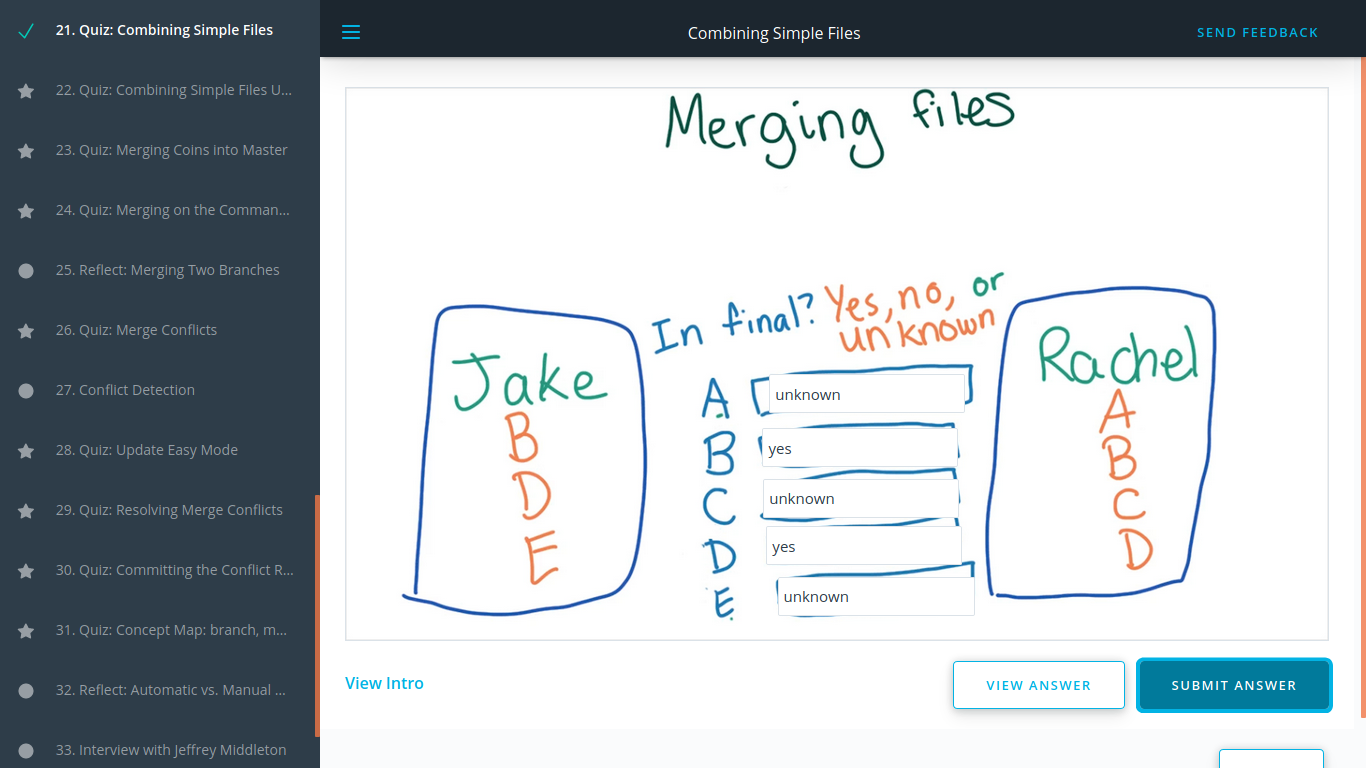 21. Quiz: Combining Simple Files
22. Quiz: Combining Simple Files U...
23. Quiz: Merging Coins into Master
24. Quiz: Merging on the Comman...
25. Reflect: Merging Two Branches
26. Quiz: Merge Conflicts
27. Conflict Detection
28. Quiz: Update Easy Mode
29. Quiz: Resolving Merge Conflicts
30. Quiz: Committing the Conflict R...
31. Quiz: Concept Map: branch, m...
32. Reflect: Automatic vs. Manual ...
33. Interview with Jeffrey Middleton
Combining Simple Files
SEND FEEDBACK
Merging files
Jake
B
D
E
In final? Yes, no, or
unknown
A unknown
B yes
C unknown
D yes
E unknown
Rachel
A
B
C
D
View Intro
VIEW ANSWER
SUBMIT ANSWER